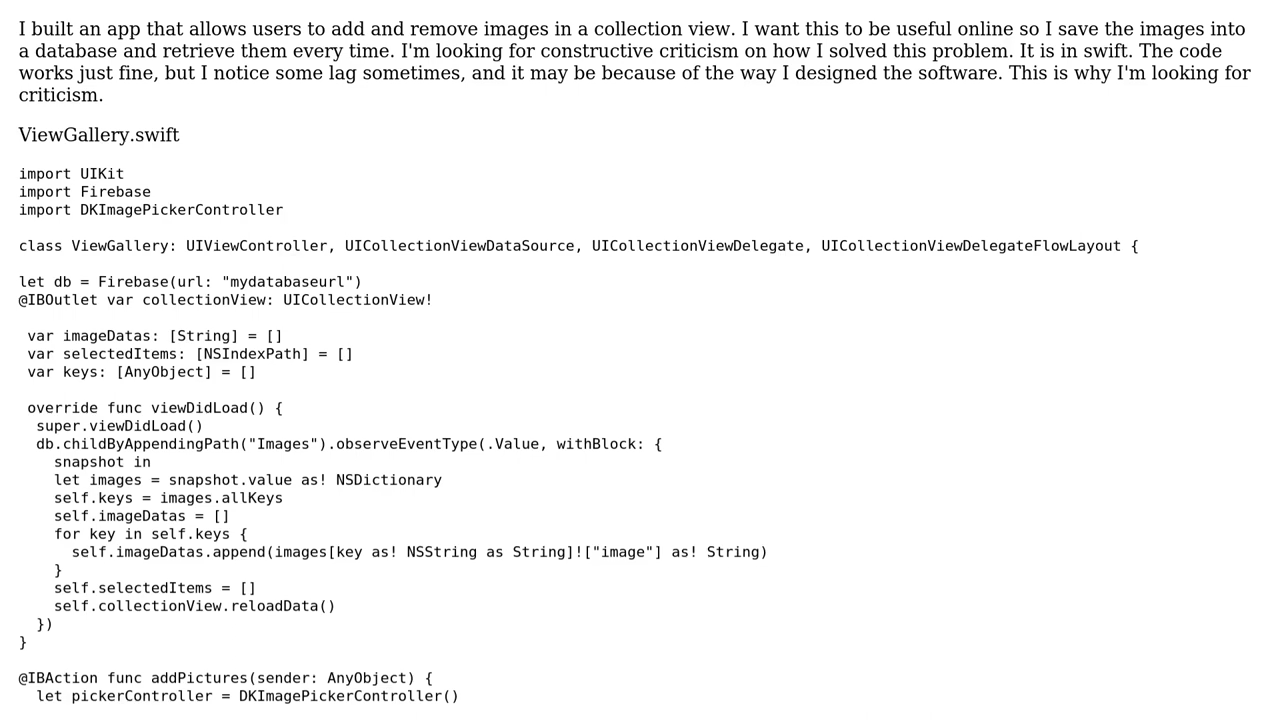 I built an app that allows users to add and remove images in a collection view. I want this to be useful online so I save the images into
a database and retrieve them every time. I'm looking for constructive criticism on how I solved this problem. It is in swift. The code
works just fine, but I notice some lag sometimes, and it may be because of the way I designed the software. This is why I'm looking for
criticism.
ViewGallery.swift
import UIKit
import Firebase
import DKImagePickerController
class ViewGallery: UIViewController, UICollectionViewDataSource, UICollectionViewDelegate, UICollectionViewDelegateFlowLayout {
let db = Firebase(url: "mydatabaseurl")
@IBOutlet var collectionView: UICollectionView!
 var imageDatas: [String] = []
 var selectedItems: [NSIndexPath] = []
 var keys: [AnyObject] = []
 override func viewDidLoad() {
  super.viewDidLoad()
  db.childByAppendingPath("Images").observeEventType(.Value, withBlock: {
    snapshot in
    let images = snapshot.value as! NSDictionary
    self.keys = images.allKeys
    self.imageDatas = []
    for key in self.keys {
      self.imageDatas.append(images[key as! NSString as String]!["image"] as! String)
    }
    self.selectedItems = []
    self.collectionView.reloadData()
  })
}
@IBAction func addPictures(sender: AnyObject) {
  let pickerController = DKImagePickerController()